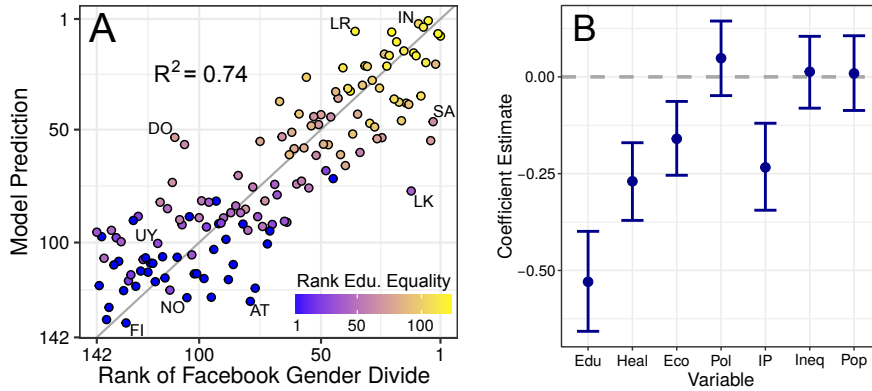 A
B
R² = 0.74
LR
IN
SA
DO
LK
UY
NO
AT
FI
Rank Edu. Equality
1 50 100
1
50
100
142
Model Prediction
142 100 50 1
Rank of Facebook Gender Divide
0.00
−0.25
−0.50
Coefficient Estimate
Edu Heal Eco Pol IP Ineq Pop
Variable